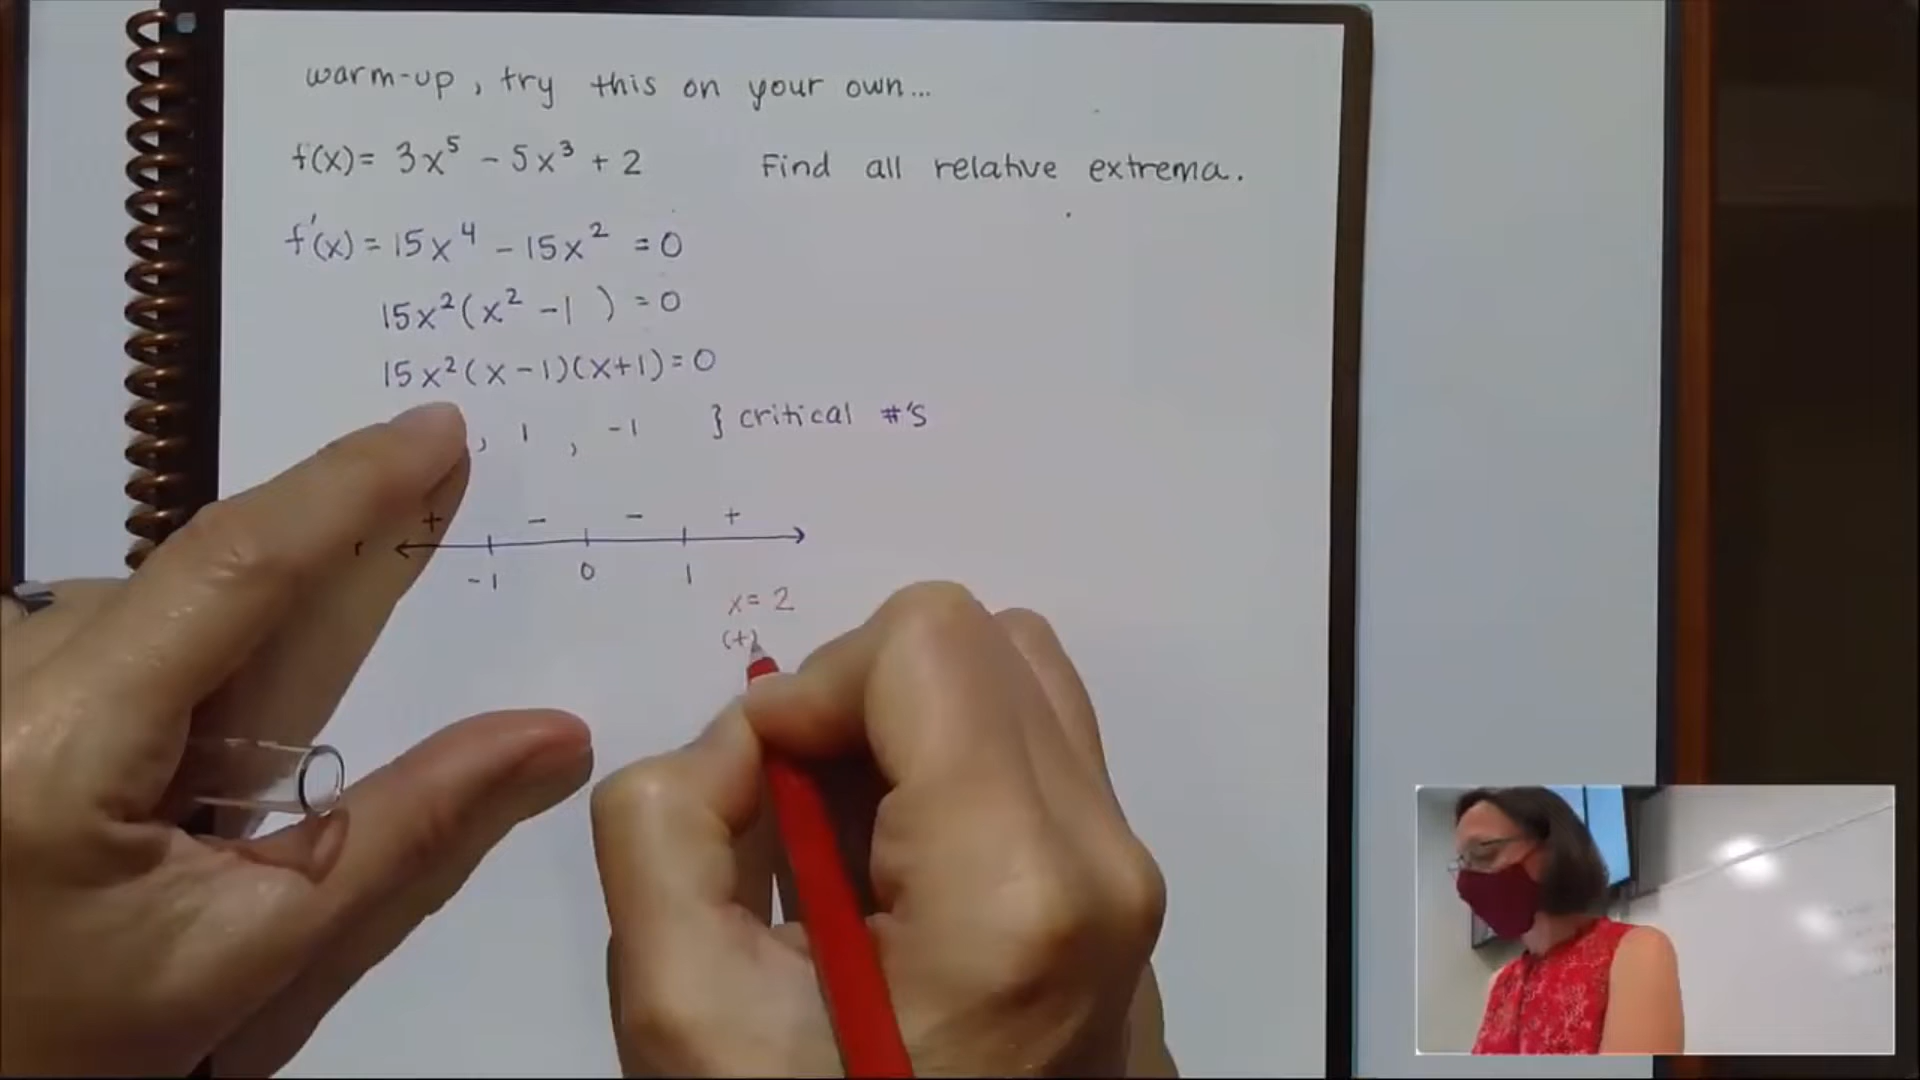 warm-up, try this on your own...
f(x) = 3x⁵ - 5x³ + 2 Find all relative extrema.
f'(x) = 15x⁴ - 15x² = 0
15x²(x² - 1 ) = 0
15x²(x - 1)(x+1) = 0
, 1 , -1 } critical #'s
+ - - +
-1 0 1
x = 2
(+)